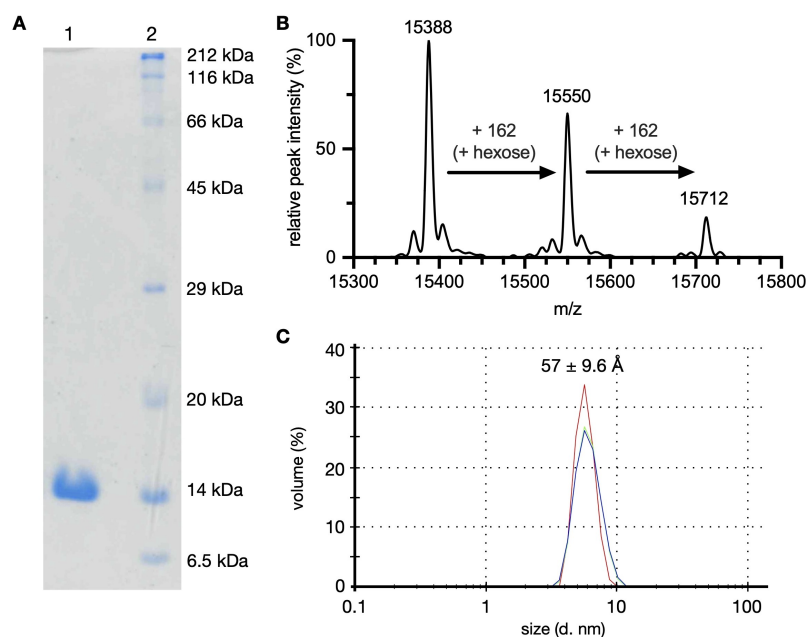 A
1 2
212 kDa
116 kDa
66 kDa
45 kDa
29 kDa
20 kDa
14 kDa
6.5 kDa
B
relative peak intensity (%)
100
50
0
15388
+ 162
(+ hexose)
15550
+ 162
(+ hexose)
15712
15300 15400 15500 15600 15700 15800
m/z
C
volume (%)
40
30
20
10
0
57 ± 9.6 Å
0.1 1 10 100
size (d. nm)